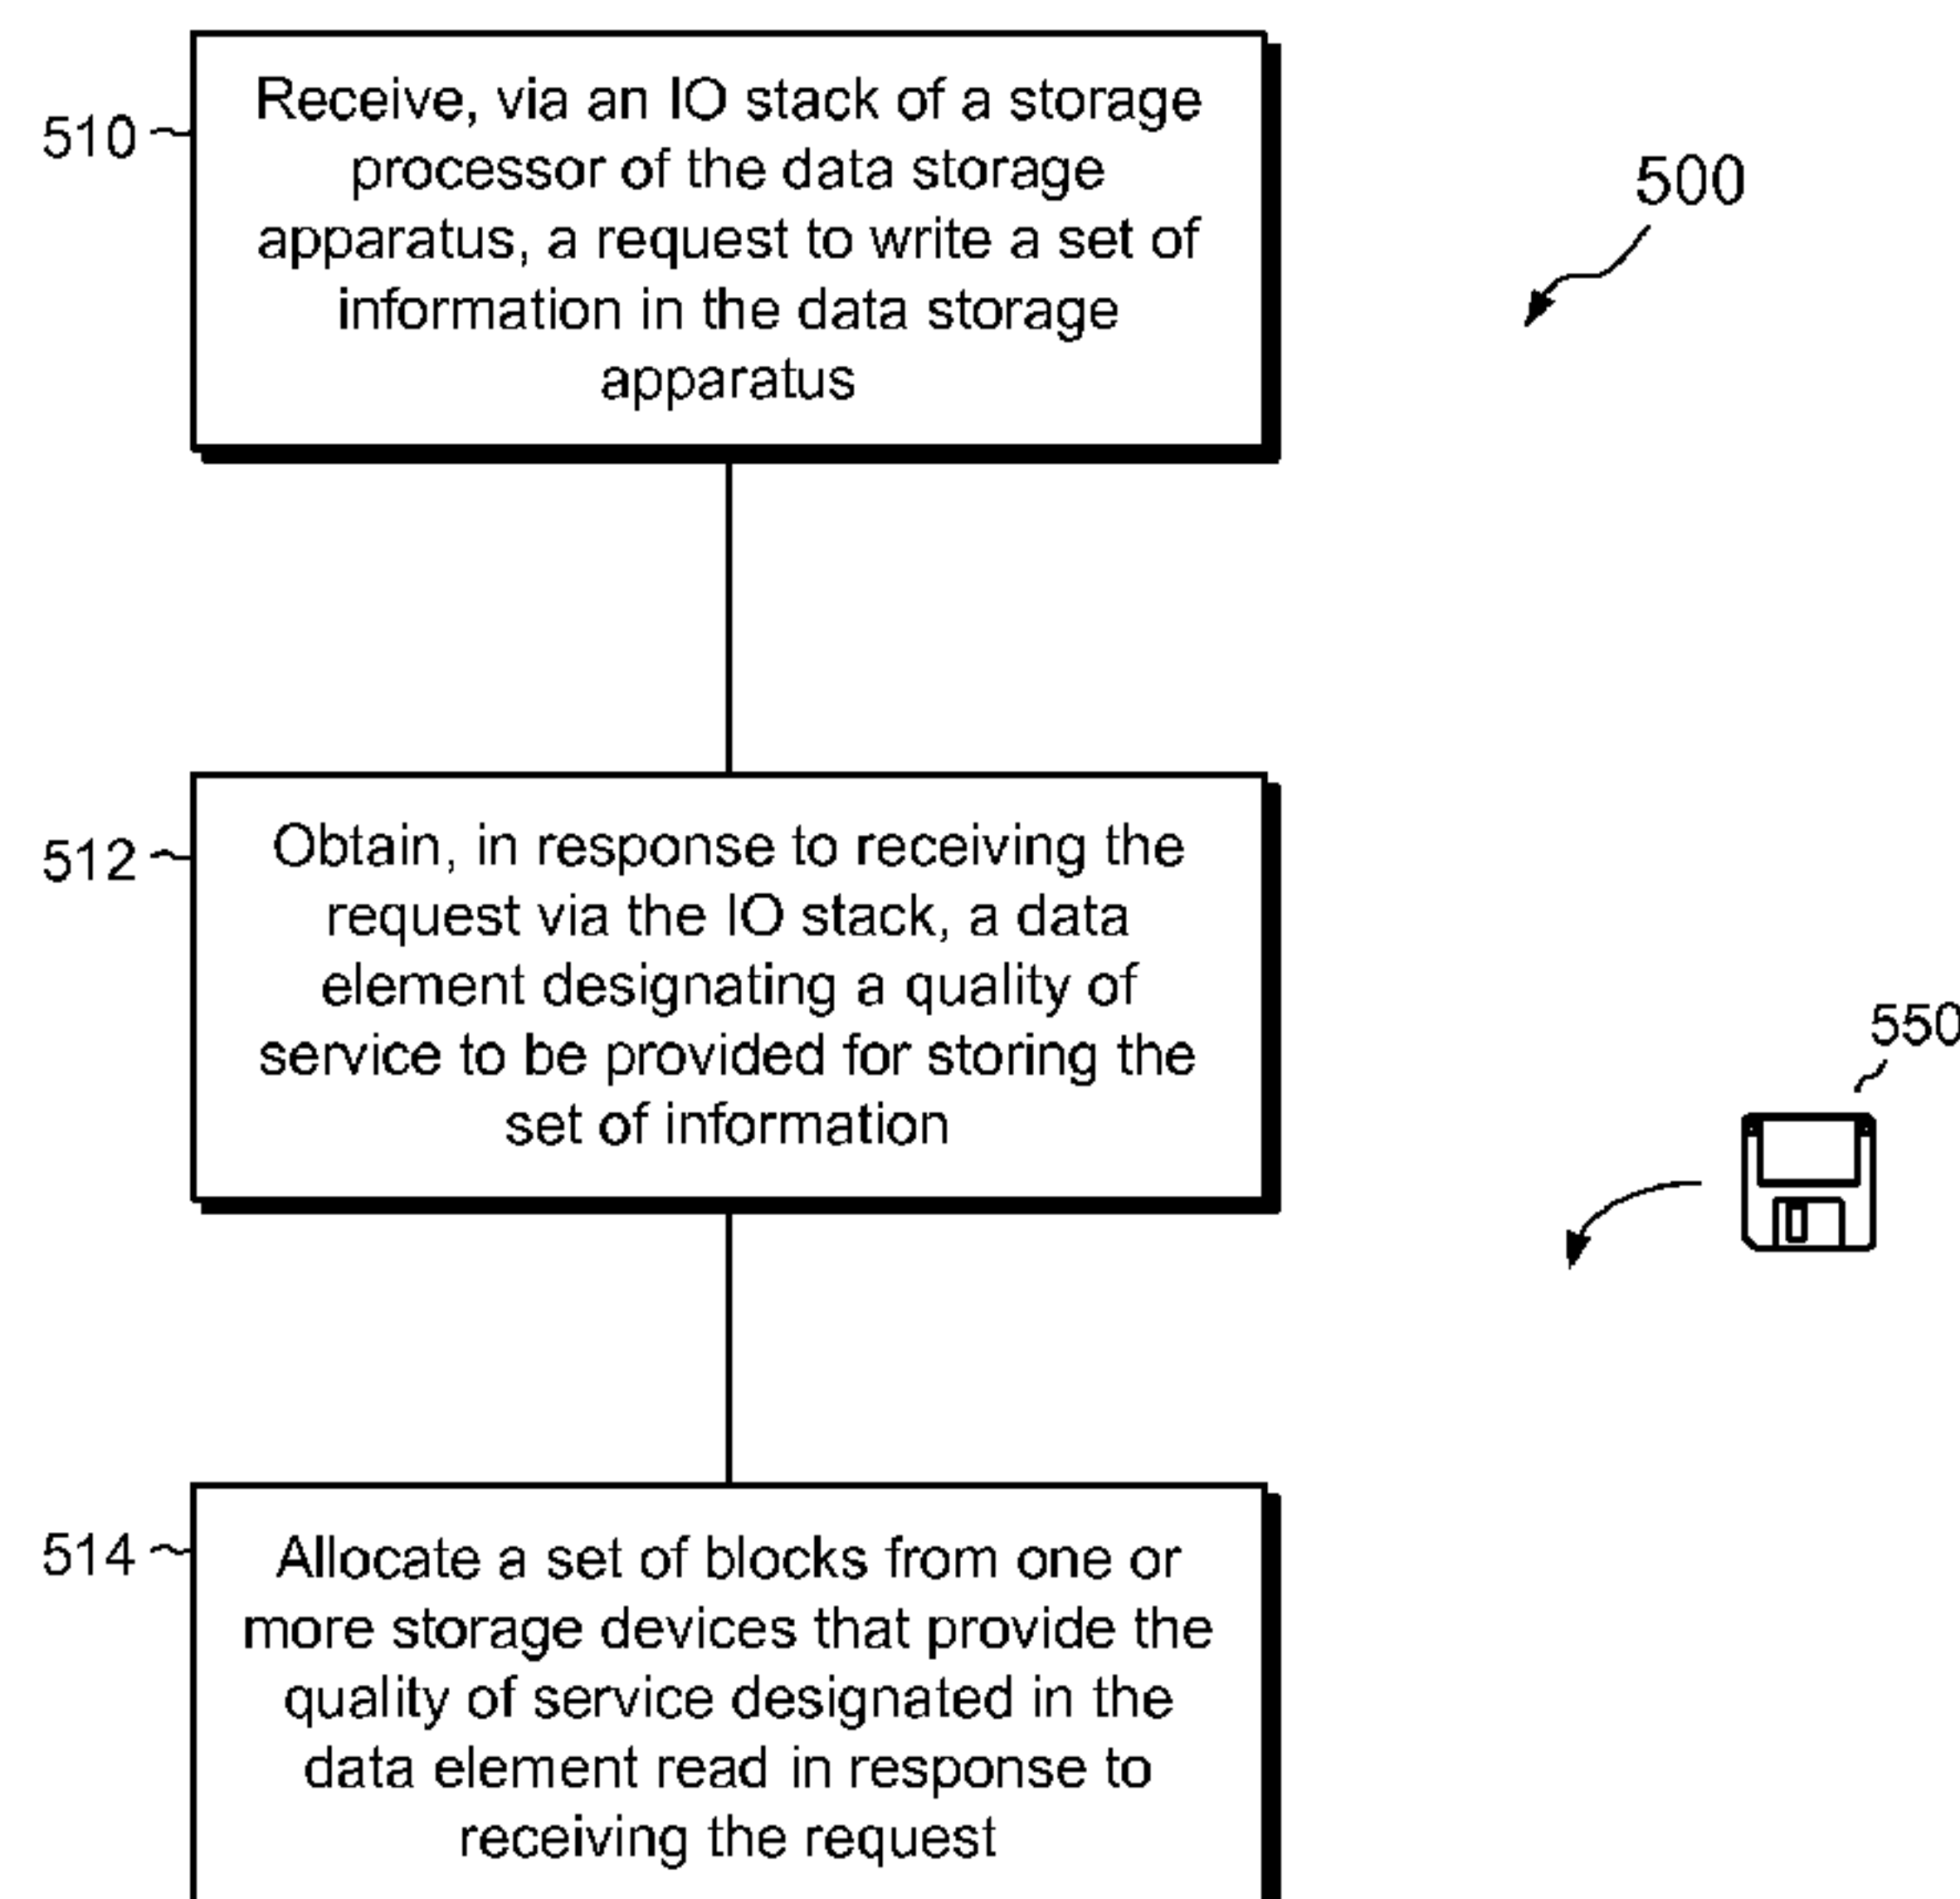 510
Receive, via an IO stack of a storage
processor of the data storage
apparatus, a request to write a set of
information in the data storage
apparatus
500
512
Obtain, in response to receiving the
request via the IO stack, a data
element designating a quality of
service to be provided for storing the
set of information
550
514
Allocate a set of blocks from one or
more storage devices that provide the
quality of service designated in the
data element read in response to
receiving the request